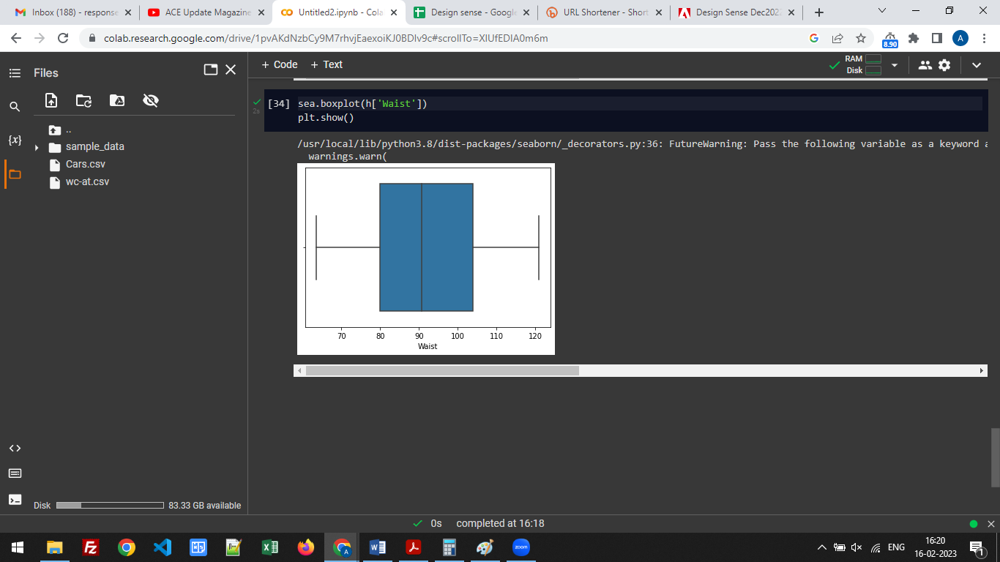 Inbox (188) - response
ACE Update Magazine
Untitled2.ipynb - Cola
Design sense - Google
URL Shortener - Short
Design Sense Dec202
colab.research.google.com/drive/1pvAKdNzbCy9M7rhvjEaexoiKJ0BDIv9c#scrollTo=XIUfEDIA0m6m
8.90
A
Files
+ Code + Text
RAM
Disk
{x}
..
sample_data
Cars.csv
wc-at.csv
[34] sea.boxplot(h['Waist'])
2s
plt.show()
/usr/local/lib/python3.8/dist-packages/seaborn/_decorators.py:36: FutureWarning: Pass the following variable as a keyword a
warnings.warn(
70 80 90 100 110 120
Waist
Disk 83.33 GB available
0s completed at 16:18
zoom
ENG
16:20
16-02-2023
1